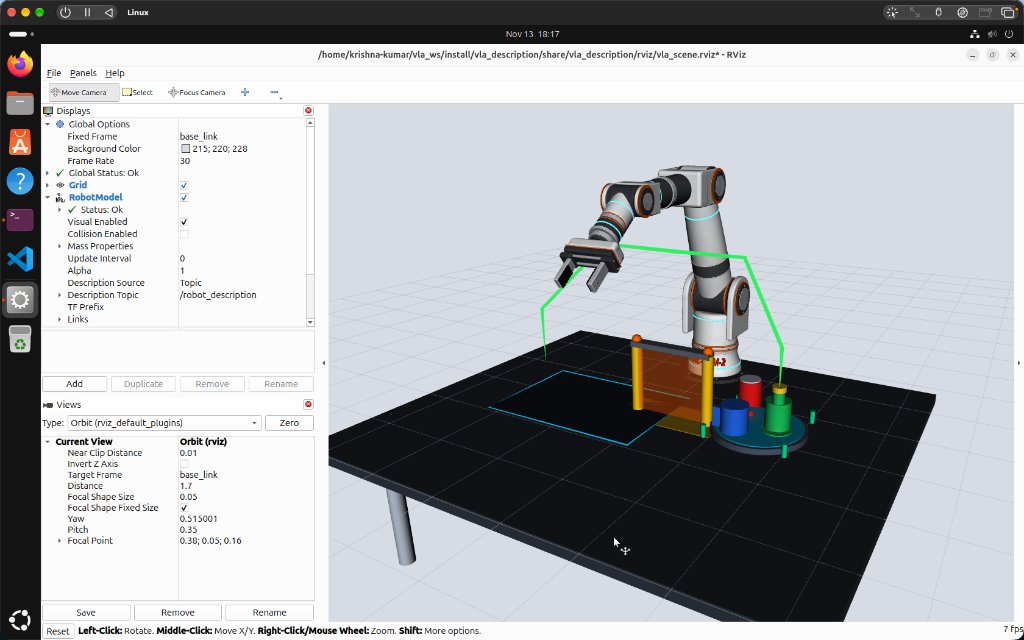 Linux
Nov 13 18:17
/home/krishna-kumar/vla_ws/install/vla_description/share/vla_description/rviz/vla_scene.rviz* - RViz
File Panels Help
Move Camera Select Focus Camera
Displays
Global Options
Fixed Frame base_link
Background Color 215; 220; 228
Frame Rate 30
Global Status: Ok
Grid
RobotModel
Status: Ok
Visual Enabled
Collision Enabled
Mass Properties
Update Interval 0
Alpha 1
Description Source Topic
Description Topic /robot_description
TF Prefix
Links
Add Duplicate Remove Rename
Views
Type: Orbit (rviz_default_plugins) Zero
Current View Orbit (rviz)
Near Clip Distance 0.01
Invert Z Axis
Target Frame base_link
Distance 1.7
Focal Shape Size 0.05
Focal Shape Fixed Size
Yaw 0.515001
Pitch 0.35
Focal Point 0.38; 0.05; 0.16
Save Remove Rename
Reset Left-Click: Rotate. Middle-Click: Move X/Y. Right-Click/Mouse Wheel: Zoom. Shift: More options. 7 fps